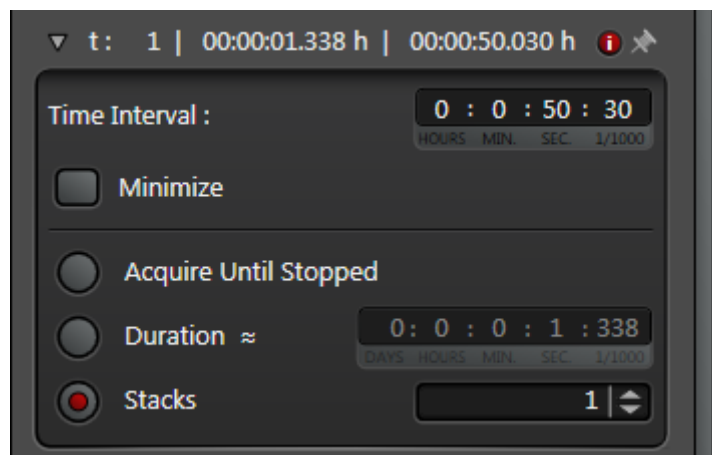 t: 1 | 00:00:01.338 h | 00:00:50.030 h i
Time Interval : 0 : 0 : 50 : 30
HOURS MIN. SEC. 1/1000
Minimize
Acquire Until Stopped
Duration ≈ 0: 0 : 0 : 1 : 338
DAYS HOURS MIN. SEC. 1/1000
Stacks 1